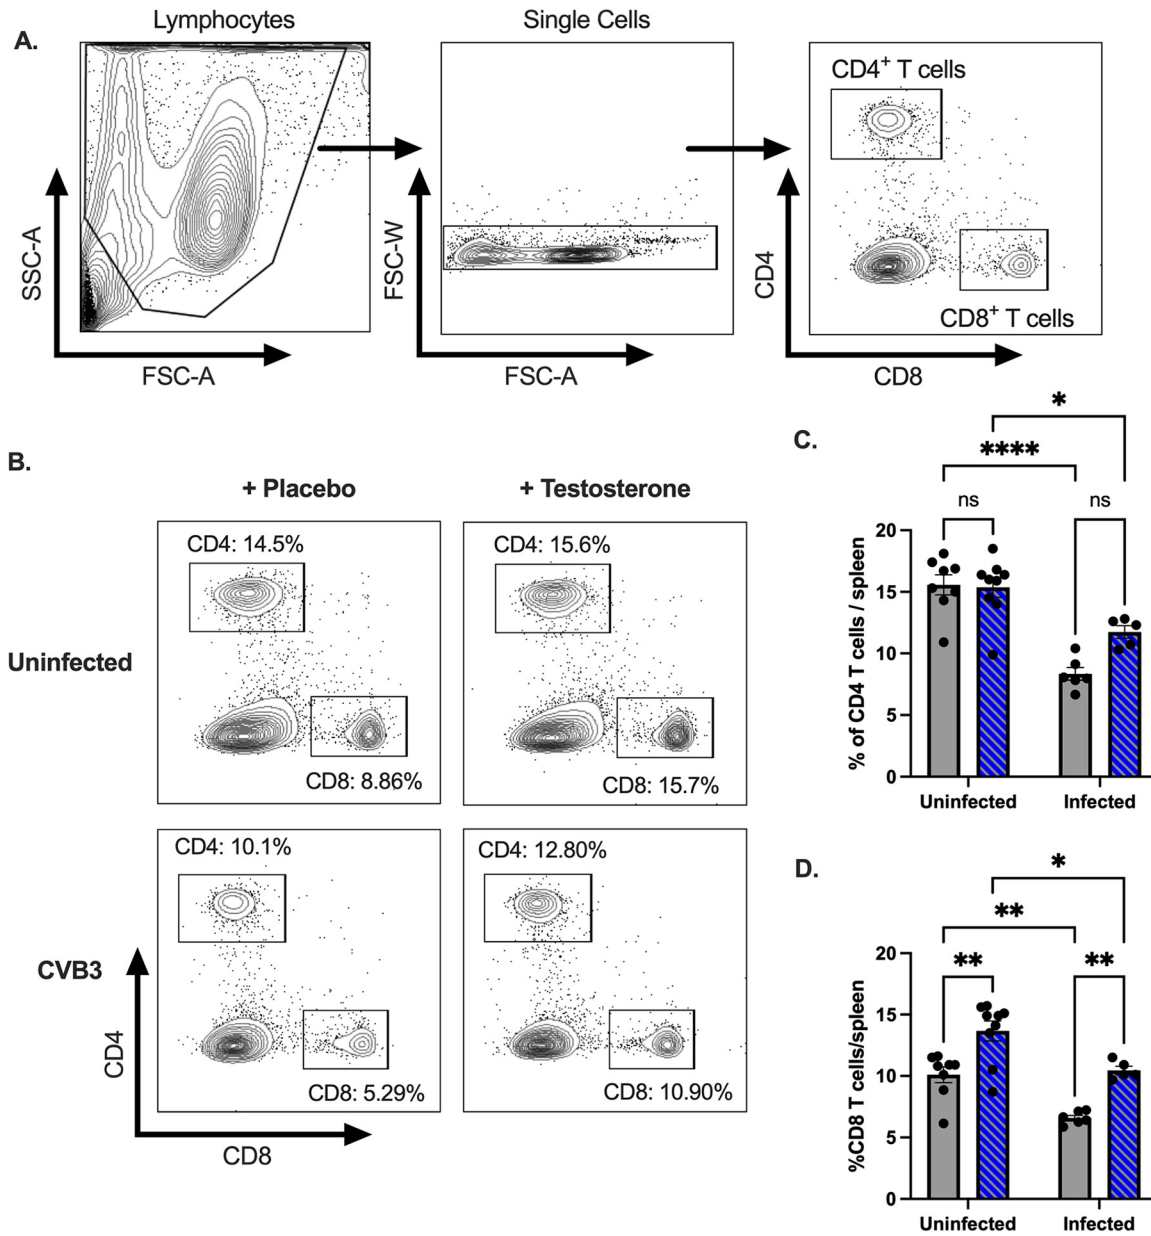 A.
Lymphocytes
Single Cells
CD4+ T cells
CD8+ T cells
SSC-A
FSC-A
FSC-W
FSC-A
CD4
CD8
B.
+ Placebo
+ Testosterone
Uninfected
CD4: 14.5%
CD8: 8.86%
CD4: 15.6%
CD8: 15.7%
CVB3
CD4: 10.1%
CD8: 5.29%
CD4: 12.80%
CD8: 10.90%
CD4
CD8
C.
*
****
ns
ns
% of CD4 T cells / spleen
20
15
10
5
0
Uninfected
Infected
D.
*
**
**
**
%CD8 T cells/spleen
20
15
10
5
0
Uninfected
Infected